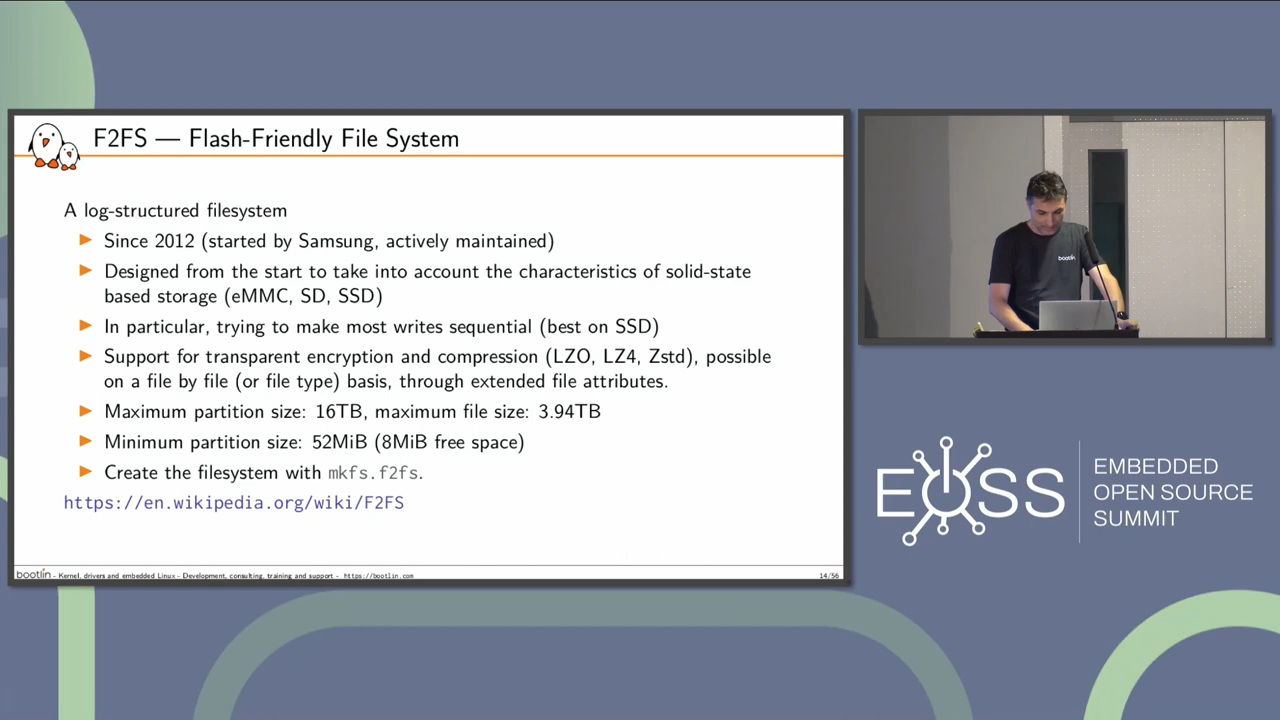 F2FS — Flash-Friendly File System
A log-structured filesystem
Since 2012 (started by Samsung, actively maintained)
Designed from the start to take into account the characteristics of solid-state
based storage (eMMC, SD, SSD)
In particular, trying to make most writes sequential (best on SSD)
Support for transparent encryption and compression (LZO, LZ4, Zstd), possible
on a file by file (or file type) basis, through extended file attributes.
Maximum partition size: 16TB, maximum file size: 3.94TB
Minimum partition size: 52MiB (8MiB free space)
Create the filesystem with mkfs.f2fs.
https://en.wikipedia.org/wiki/F2FS
bootlin - Kernel, drivers and embedded Linux - Development, consulting, training and support - https://bootlin.com
14/56
bootlin
EOSS
EMBEDDED
OPEN SOURCE
SUMMIT